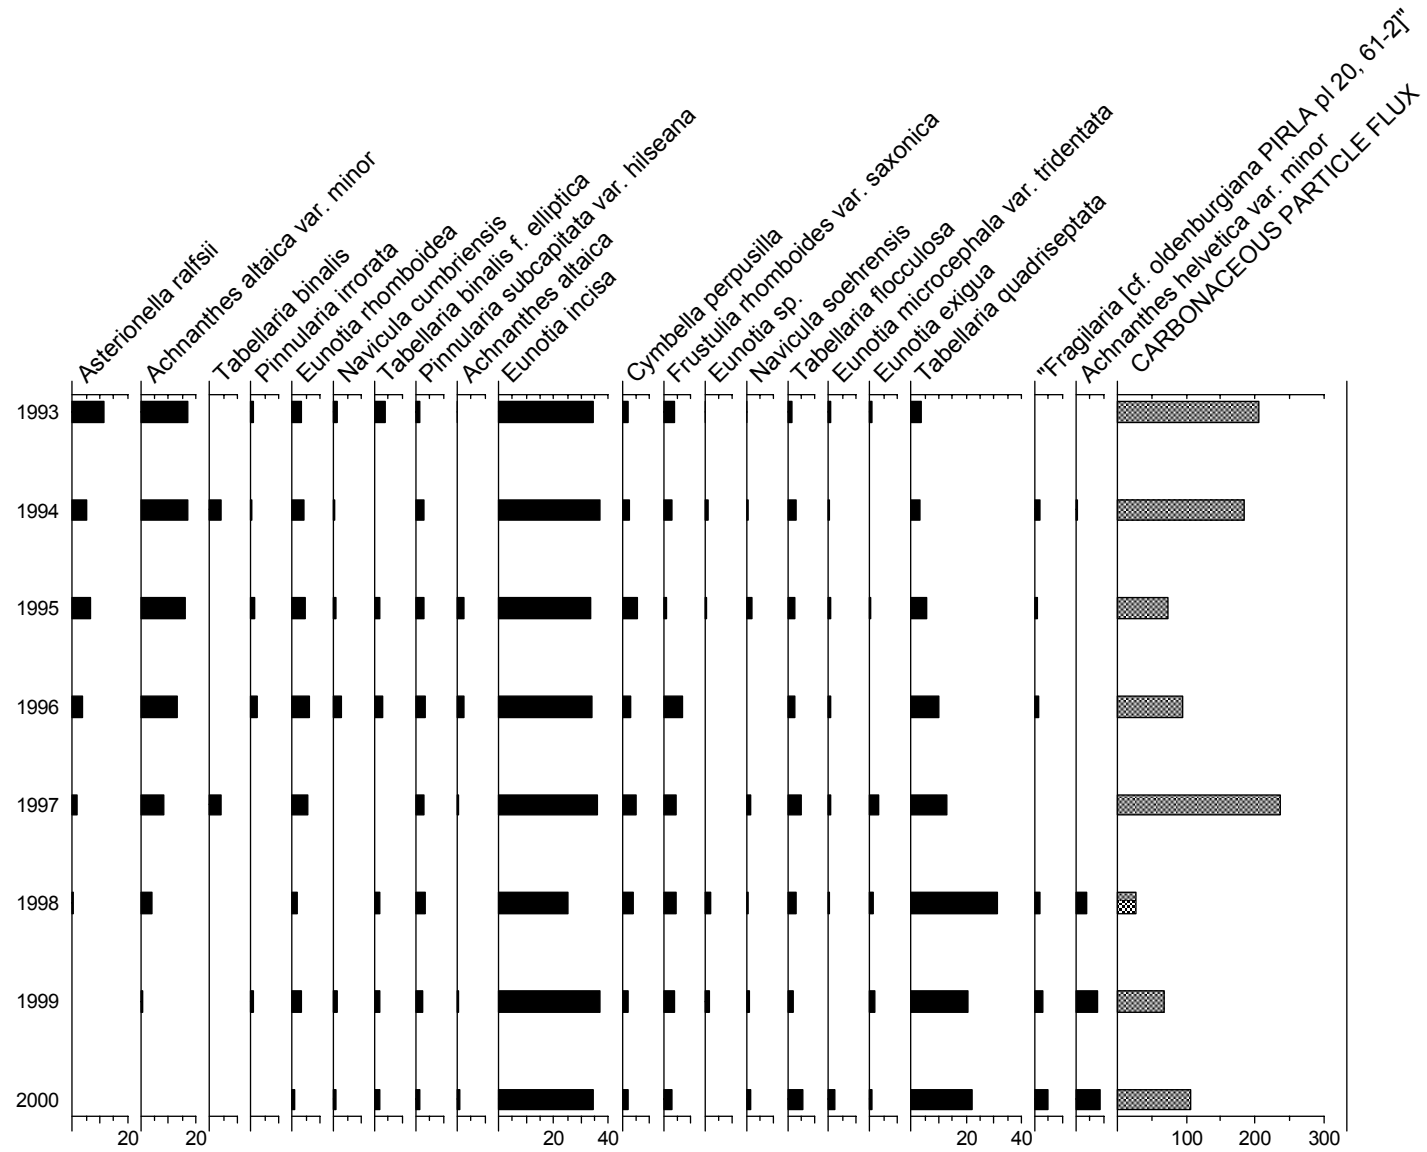 Asterionella ralfsii
Achnanthes altaica var. minor
Tabellaria binalis
Pinnularia irrorata
Eunotia rhomboidea
Navicula cumbriensis
Tabellaria binalis f. elliptica
Pinnularia subcapitata var. hilseana
Achnanthes altaica
Eunotia incisa
Cymbella perpusilla
Frustulia rhomboides var. saxonica
Eunotia sp.
Navicula soehrensis
Tabellaria flocculosa
Eunotia microcephala var. tridentata
Eunotia exigua
Tabellaria quadriseptata
"Fragilaria [cf. oldenburgiana PIRLA pl 20, 61-2]"
Achnanthes helvetica var. minor
CARBONACEOUS PARTICLE FLUX
1993
1994
1995
1996
1997
1998
1999
2000
20 20 20 40 20 40 100 200 300